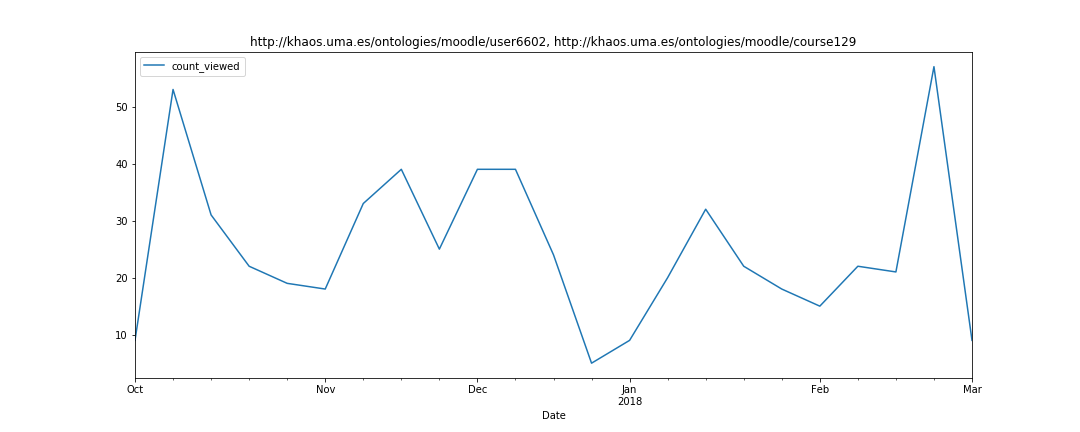 http://khaos.uma.es/ontologies/moodle/user6602, http://khaos.uma.es/ontologies/moodle/course129
count_viewed
50
40
30
20
10
Oct Nov Dec Jan Feb Mar
2018
Date